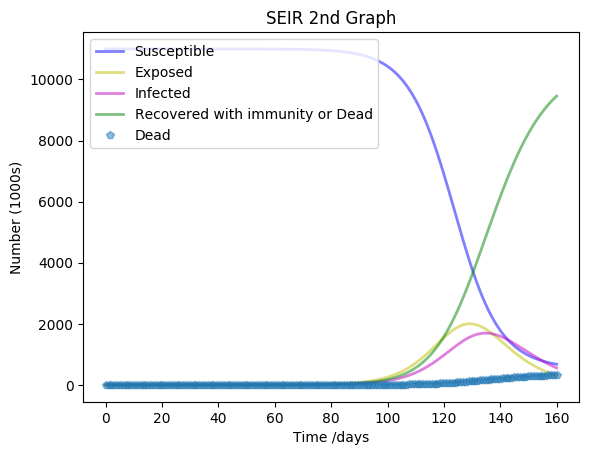 SEIR 2nd Graph
Susceptible
Exposed
Infected
Recovered with immunity or Dead
Dead
Number (1000s)
10000
8000
6000
4000
2000
0
0 20 40 60 80 100 120 140 160
Time /days